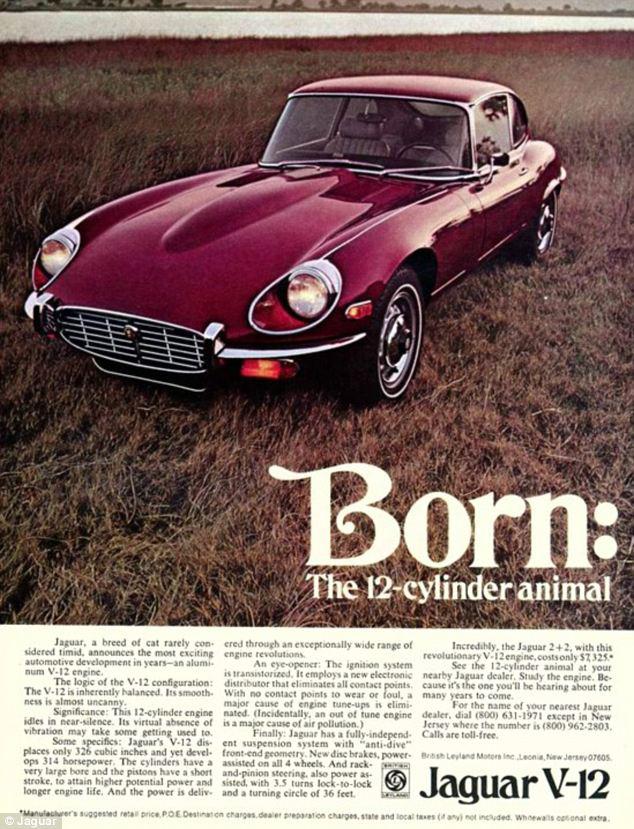 Born:
The 12-cylinder animal
Jaguar, a breed of cat rarely con-
sidered timid, announces the most exciting
automotive development in years—an alumi-
num V-12 engine.
The logic of the V-12 configuration:
The V-12 is inherently balanced. Its smooth-
ness is almost uncanny.
Significance: This 12-cylinder engine
idles in near-silence. Its virtual absence of
vibration may take some getting used to.
Some specifics: Jaguar's V-12 dis-
places only 326 cubic inches and yet devel-
ops 314 horsepower. The cylinders have a
very large bore and the pistons have a short
stroke, to attain higher potential power and
longer engine life. And the power is deliv-
ered through an exceptionally wide range of
engine revolutions.
An eye-opener: The ignition system
is transistorized. It employs a new electronic
distributor that eliminates all contact points.
With no contact points to wear or foul, a
major cause of engine tune-ups is elimi-
nated. (Incidentally, an out of tune engine
is a major cause of air pollution.)
Finally: Jaguar has a fully-independ-
ent suspension system with "anti-dive"
front-end geometry. New disc brakes, power-
assisted on all 4 wheels. And rack-
and-pinion steering, also power as-
sisted, with 3.5 turns lock-to-lock
and a turning circle of 36 feet.
Incredibly, the Jaguar 2+2, with this
revolutionary V-12 engine, costs only $7,325.*
See the 12-cylinder animal at your
nearby Jaguar dealer. Study the engine. Be-
cause it's the one you'll be hearing about for
many years to come.
For the name of your nearest Jaguar
dealer, dial (800) 631-1971 except in New
Jersey where the number is (800) 962-2803.
Calls are toll-free.
British Leyland Motors Inc., Leonia, New Jersey 07605.
BRITISH
LEYLAND
Jaguar V-12
*Manufacturer's suggested retail price, P.O.E. Destination charges, dealer preparation charges, state and local taxes (if any) not included. Whitewalls optional extra.
© Jaguar